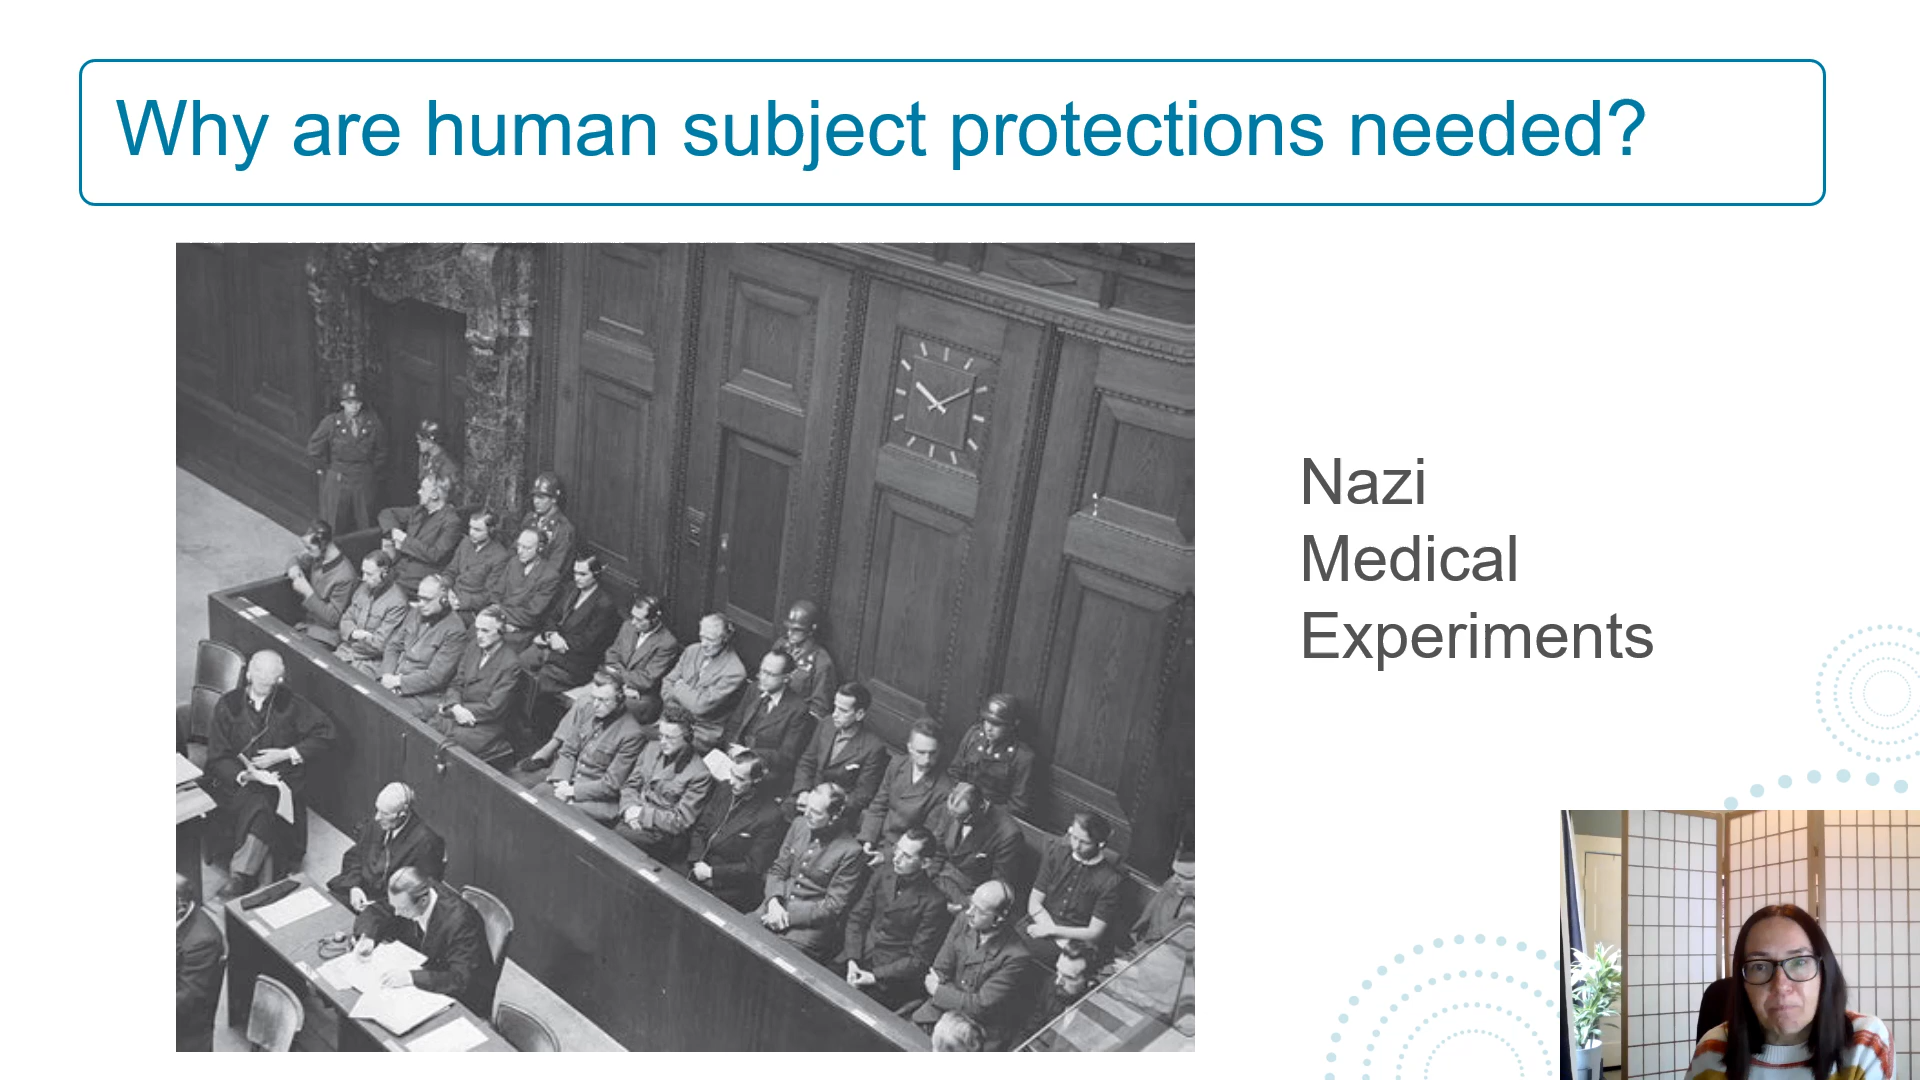 Why are human subject protections needed?
Nazi
Medical
Experiments